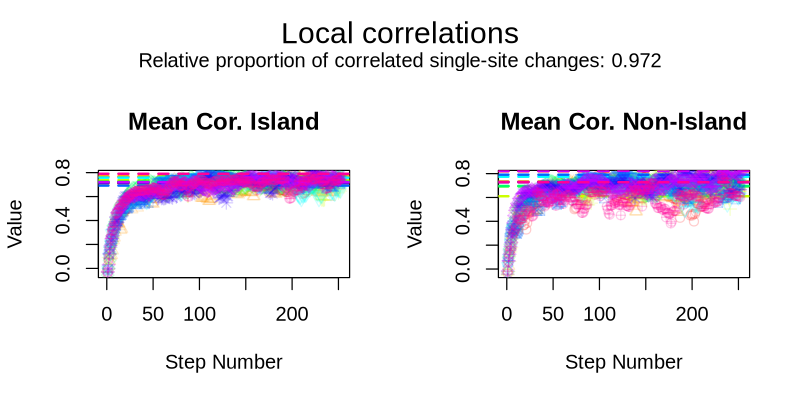 Local correlations
Relative proportion of correlated single-site changes: 0.972
Mean Cor. Island
Value
0.0 0.4 0.8
0 50 100 200
Step Number
Mean Cor. Non-Island
Value
0.0 0.4 0.8
0 50 100 200
Step Number